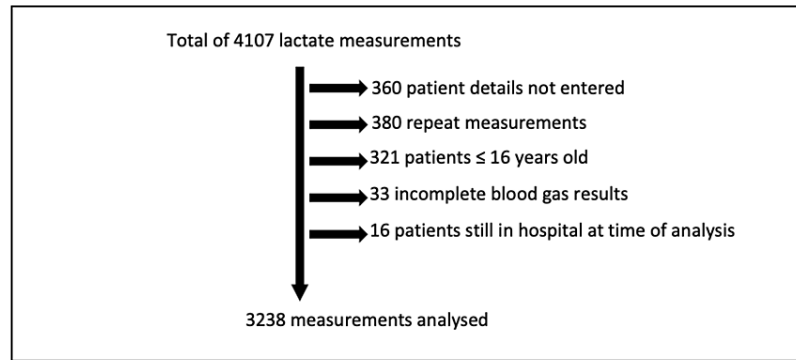 Total of 4107 lactate measurements
360 patient details not entered
380 repeat measurements
321 patients ≤ 16 years old
33 incomplete blood gas results
16 patients still in hospital at time of analysis
3238 measurements analysed